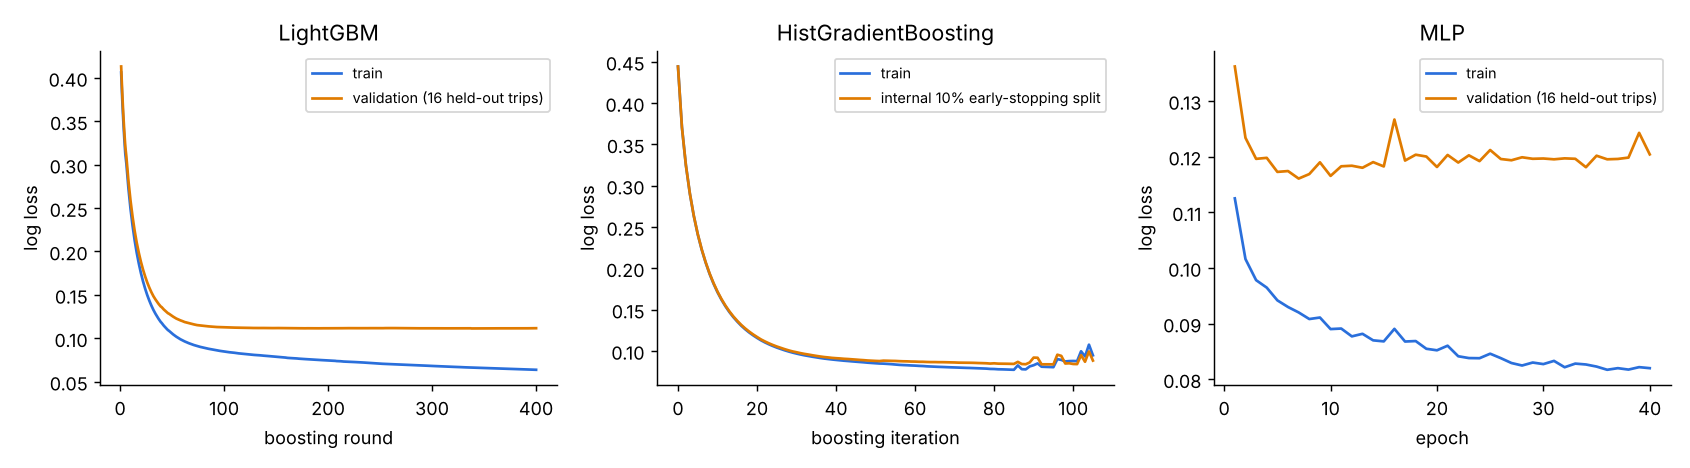 LightGBM
train
validation (16 held-out trips)
0.40
0.35
0.30
0.25
0.20
0.15
0.10
0.05
log loss
0
100
200
300
400
boosting round
HistGradientBoosting
train
internal 10% early-stopping split
0.45
0.40
0.35
0.30
0.25
0.20
0.15
0.10
log loss
0
20
40
60
80
100
boosting iteration
MLP
train
validation (16 held-out trips)
0.13
0.12
0.11
0.10
0.09
0.08
log loss
0
10
20
30
40
epoch